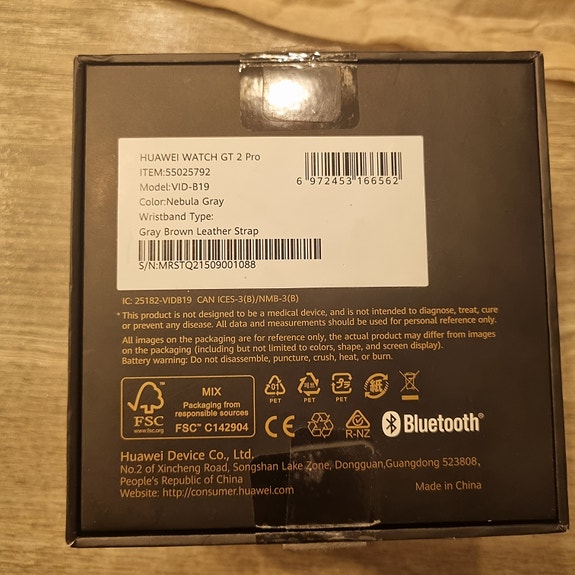 HUAWEI WATCH GT 2 Pro
ITEM:55025792
Model:VID-B19
Color:Nebula Gray
Wristband Type:
Gray Brown Leather Strap
S/N:MRSTQ21509001088
6 972453 166562
IC: 25182-VIDB19 CAN ICES-3(B)/NMB-3(B)
* This product is not designed to be a medical device, and is not intended to diagnose, treat, cure
or prevent any disease. All data and measurements should be used for personal reference only.
All images on the packaging are for reference only, the actual product may differ from images
on the packaging (including but not limited to colors, shape, and screen display).
Battery warning: Do not disassemble, puncture, crush, heat, or burn.
FSC
www.fsc.org
MIX
Packaging from
responsible sources
FSC™ C142904
01
PET
PET
プラ
PET
紙
CE
R-NZ
Bluetooth®
Huawei Device Co., Ltd.
No.2 of Xincheng Road, Songshan Lake Zone, Dongguan,Guangdong 523808,
People's Republic of China
Website: http://consumer.huawei.com
Made in China